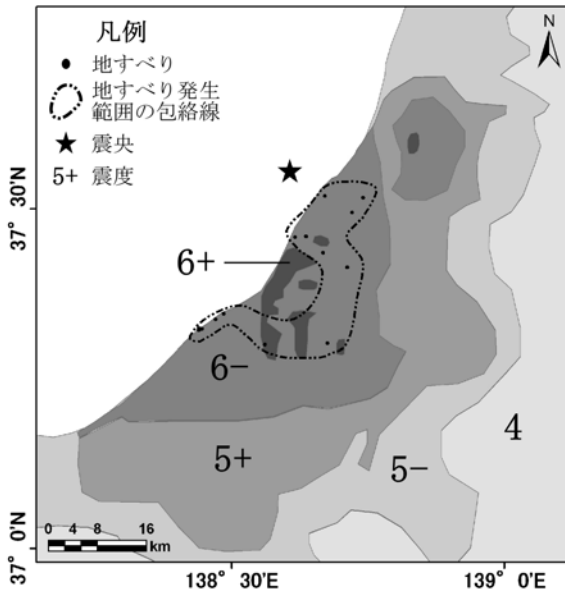 凡例
地すべり
地すべり発生
範囲の包絡線
震央
5+ 震度
N
37° 30'N
6+
6-
5+
5-
4
0 4 8 16
km
37° 0'N
138° 30'E
139° 0'E